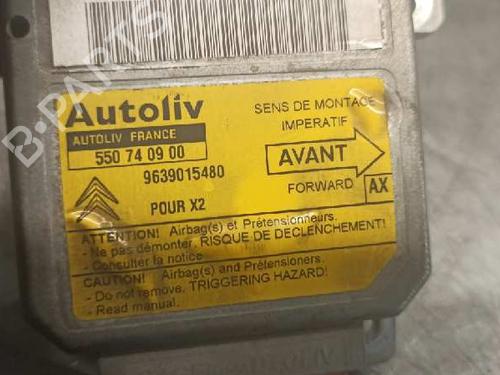 B-PARTS
Autoliv
AUTOLIV FRANCE
550 74 09 00
9639015480
POUR X2
SENS DE MONTAGE
IMPERATIF
AVANT
FORWARD
AX
ATTENTION! Airbag(s) et Prétensionneurs.
- Ne pas démonter. RISQUE DE DECLENCHEMENT!
- Consulter la notice
CAUTION! Airbag(s) and Pretensioners.
- Do not remove. TRIGGERING HAZARD!
- Read manual.